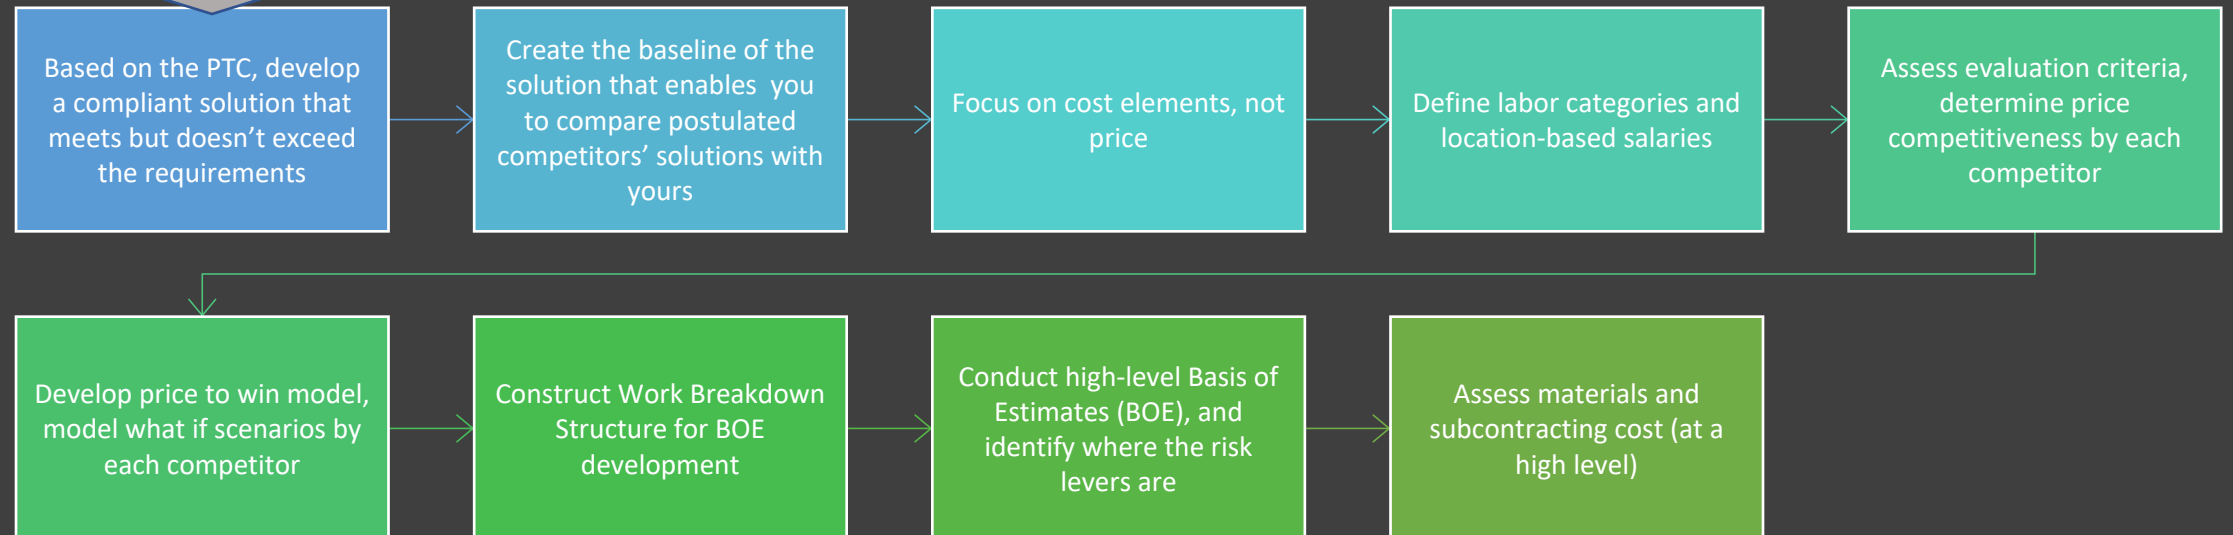 Based on the PTC, develop
a compliant solution that
meets but doesn’t exceed
the requirements
Create the baseline of the
solution that enables  you
to compare postulated
competitors’ solutions with
yours
Focus on cost elements, not
price
Define labor categories and
location-based salaries
Assess evaluation criteria,
determine price
competitiveness by each
competitor
Develop price to win model,
model what if scenarios by
each competitor
Construct Work Breakdown
Structure for BOE
development
Conduct high-level Basis of
Estimates (BOE), and
identify where the risk
levers are
Assess materials and
subcontracting cost (at a
high level)